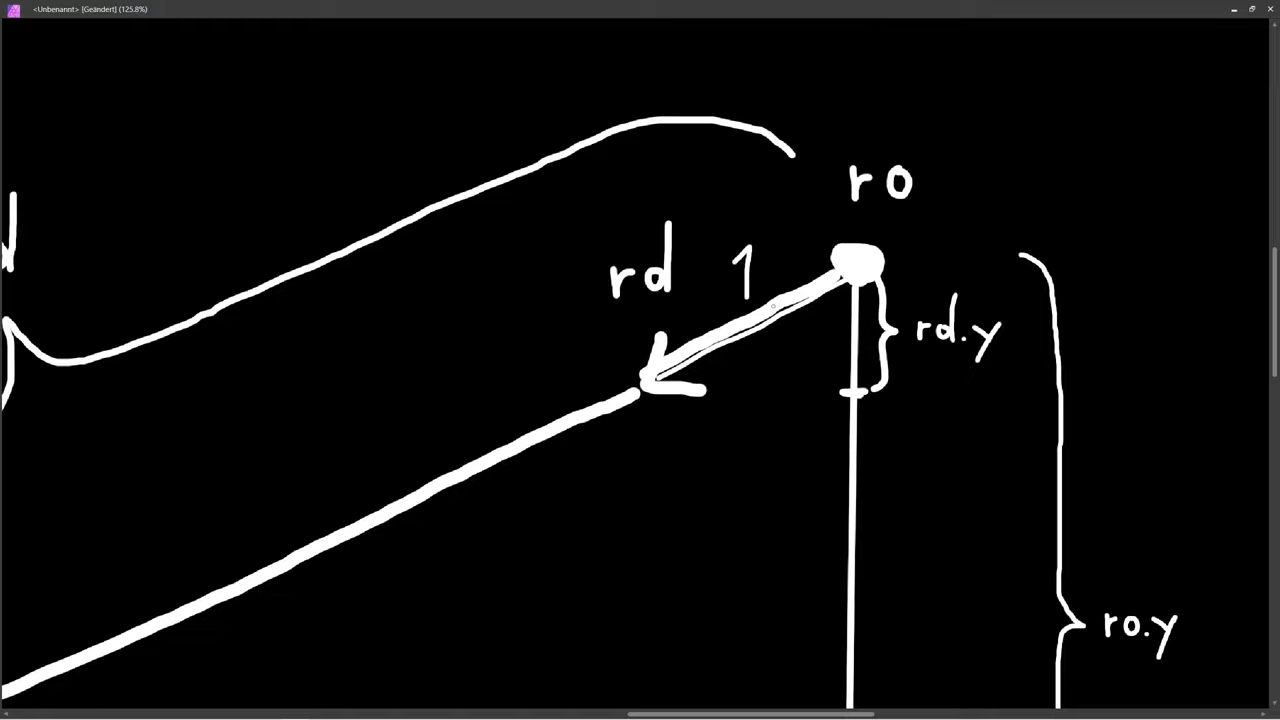 <Unbenannt> [Geändert] (125.8%)
ro
rd 1
rd.y
ro.y